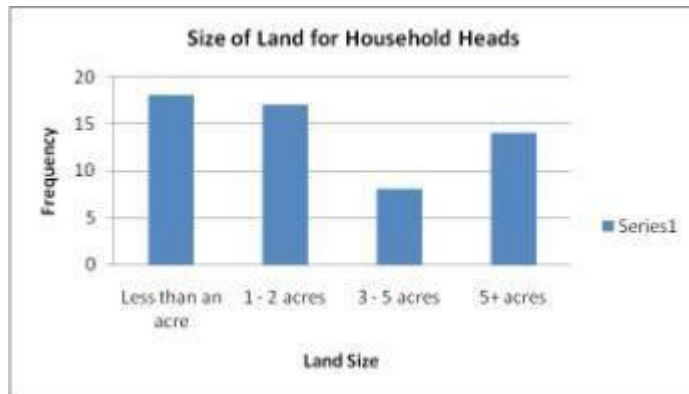 Size of Land for Household Heads
Frequency
20
15
10
5
0
Less than an
acre
1 - 2 acres
3 - 5 acres
5+ acres
Land Size
Series1